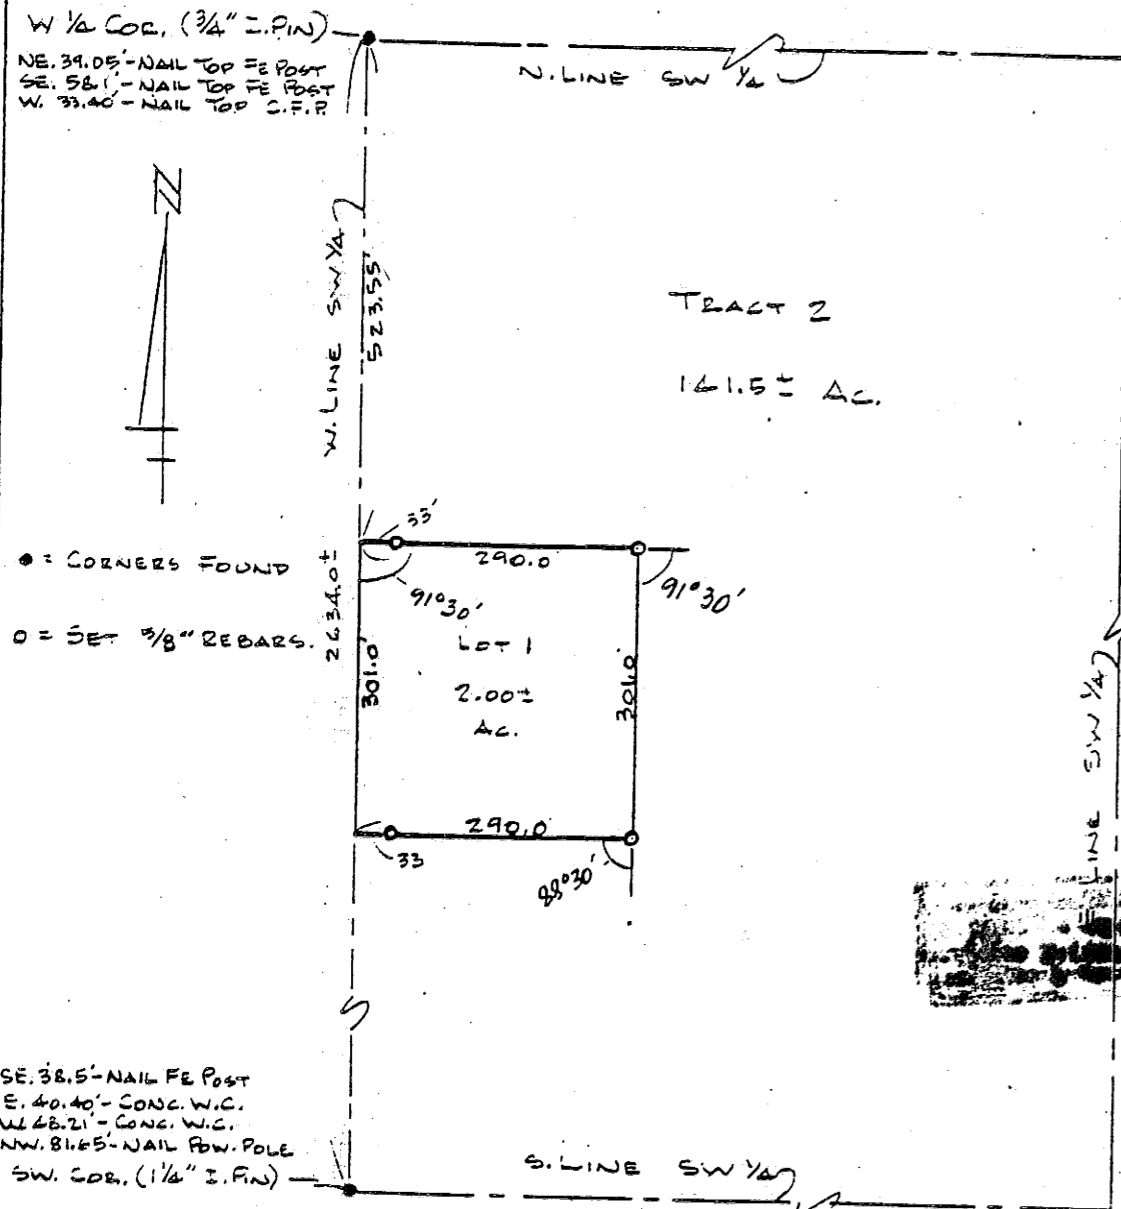 W 1/4 COR. (3/4" I.PIN)
NE. 39.05'-NAIL TOP FE POST
SE. 58.1'-NAIL TOP FE POST
W. 33.40'-NAIL TOP C.F.P.
N. LINE SW 1/4
N
W. LINE SW 1/4
523.55'
TRACT 2
161.5± AC.
● = CORNERS FOUND
O = SET 5/8" REBARS.
2634.0±
33'
290.0
91°30'
91°30'
LOT 1
2.00±
AC.
301.0'
301.0
290.0
33
88°30'
LINE SW 1/4
SE. 38.5'-NAIL FE POST
E. 40.40'-CONC. W.C.
-CONC. W.C.
NW. 81.65'-NAIL POW. POLE
SW. COR. (1 1/4" I. PIN)
S. LINE SW 1/4